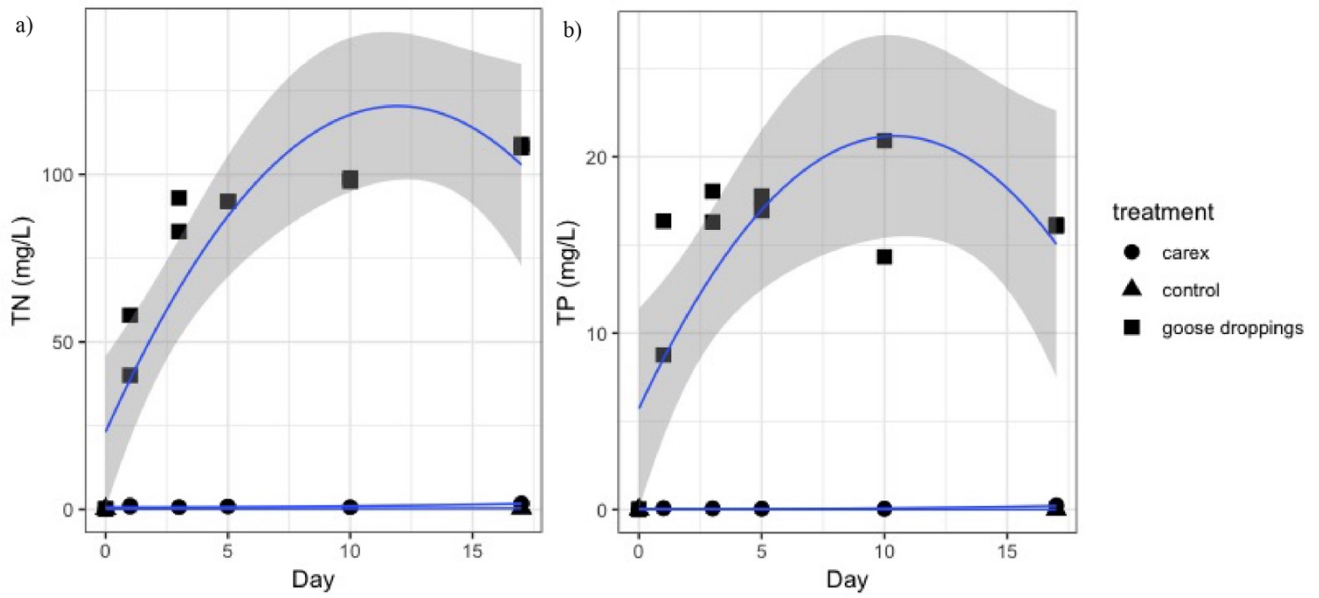 a)
TN (mg/L)
100
50
0
0 5 10 15
Day
b)
TP (mg/L)
20
10
0
0 5 10 15
Day
treatment
carex
control
goose droppings